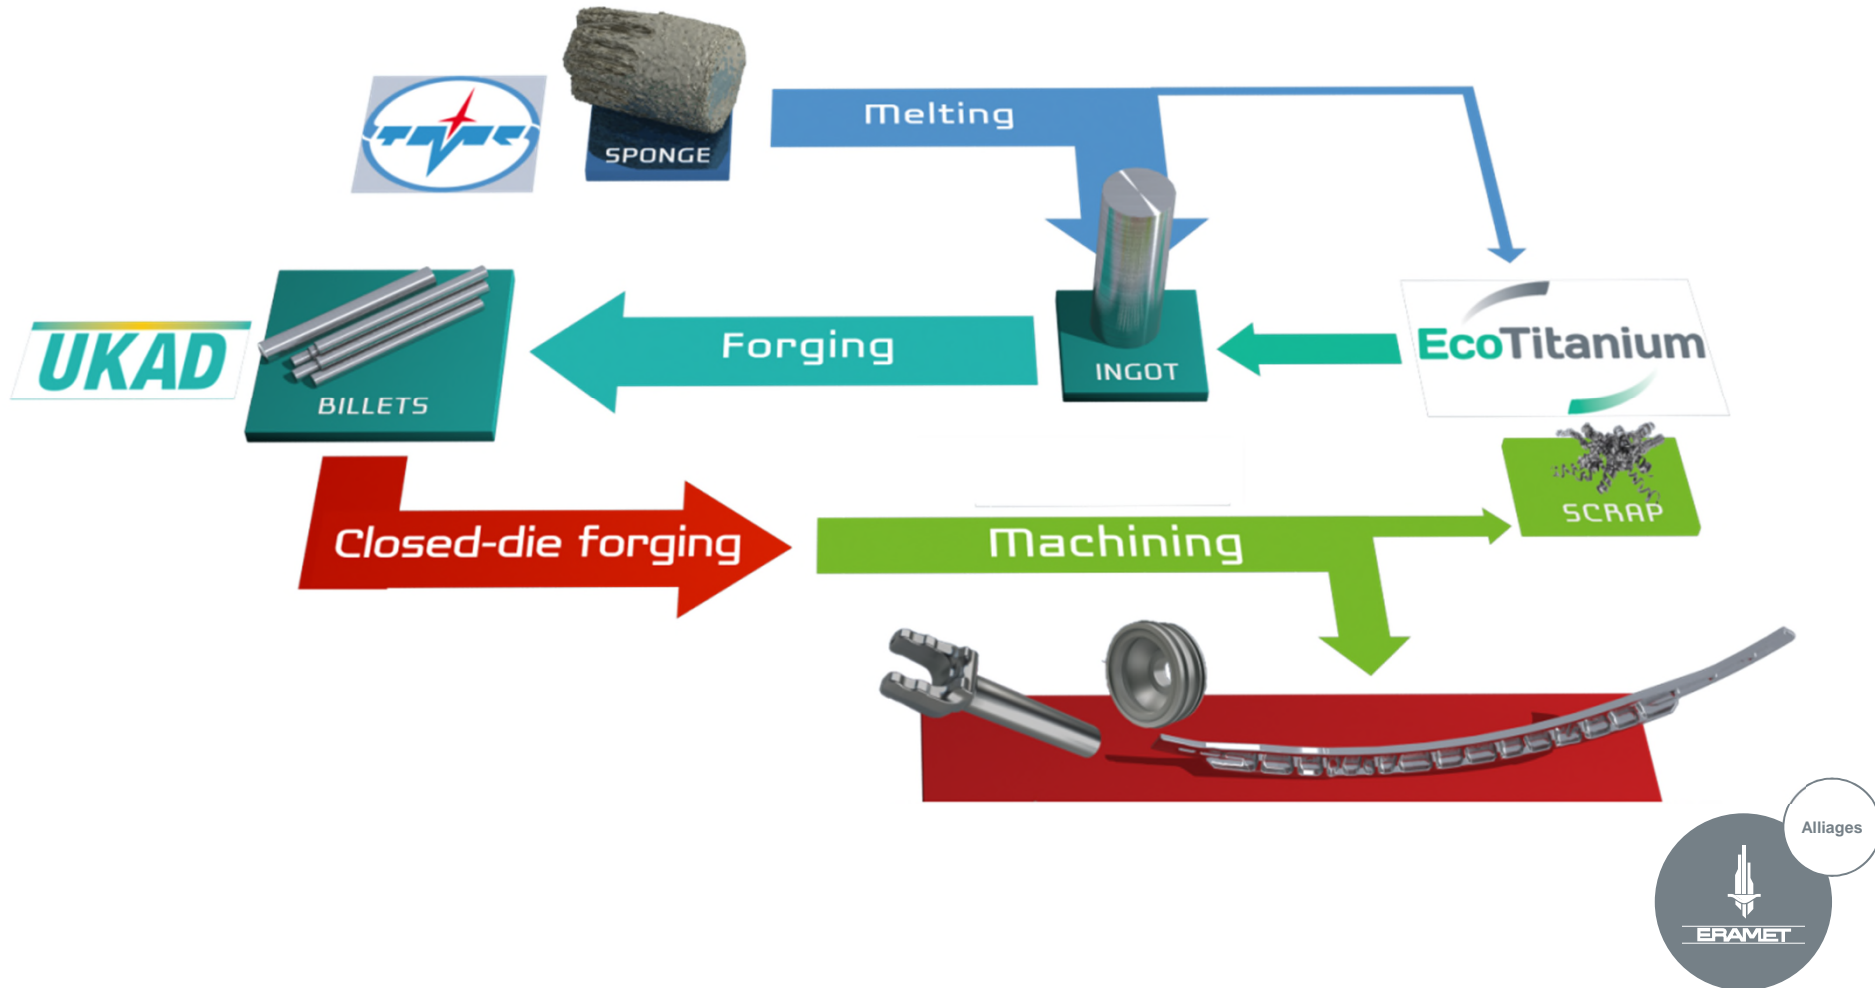 SPONGE
Melting
UKAD
BILLETS
Forging
INGOT
EcoTitanium
Closed-die forging
Machining
SCRAP
Alliages
ERAMET